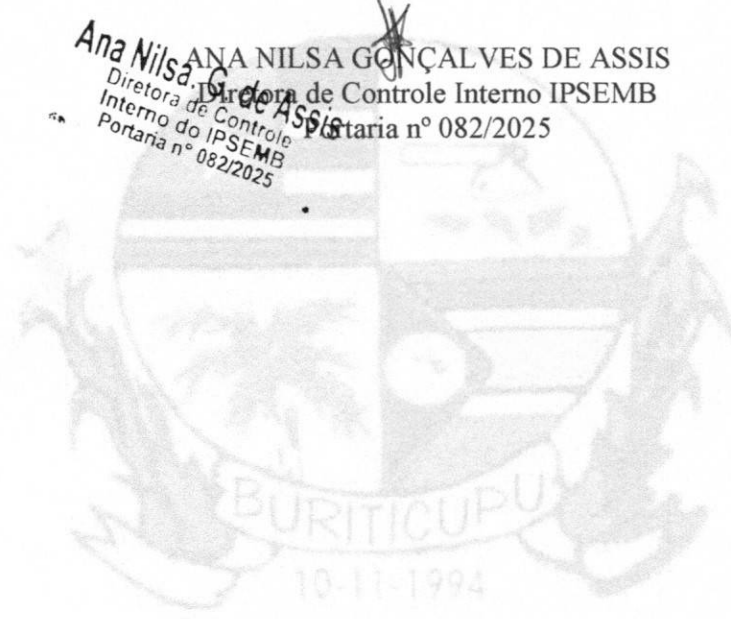 ANA NILSA GONÇALVES DE ASSIS
Diretora de Controle Interno IPSEMB
Portaria nº 082/2025
Ana Nilsa. G. de Assis
Diretora de Controle
Interno do IPSEMB
Portaria n° 082/2025
BURITICUPU
10-11-1994